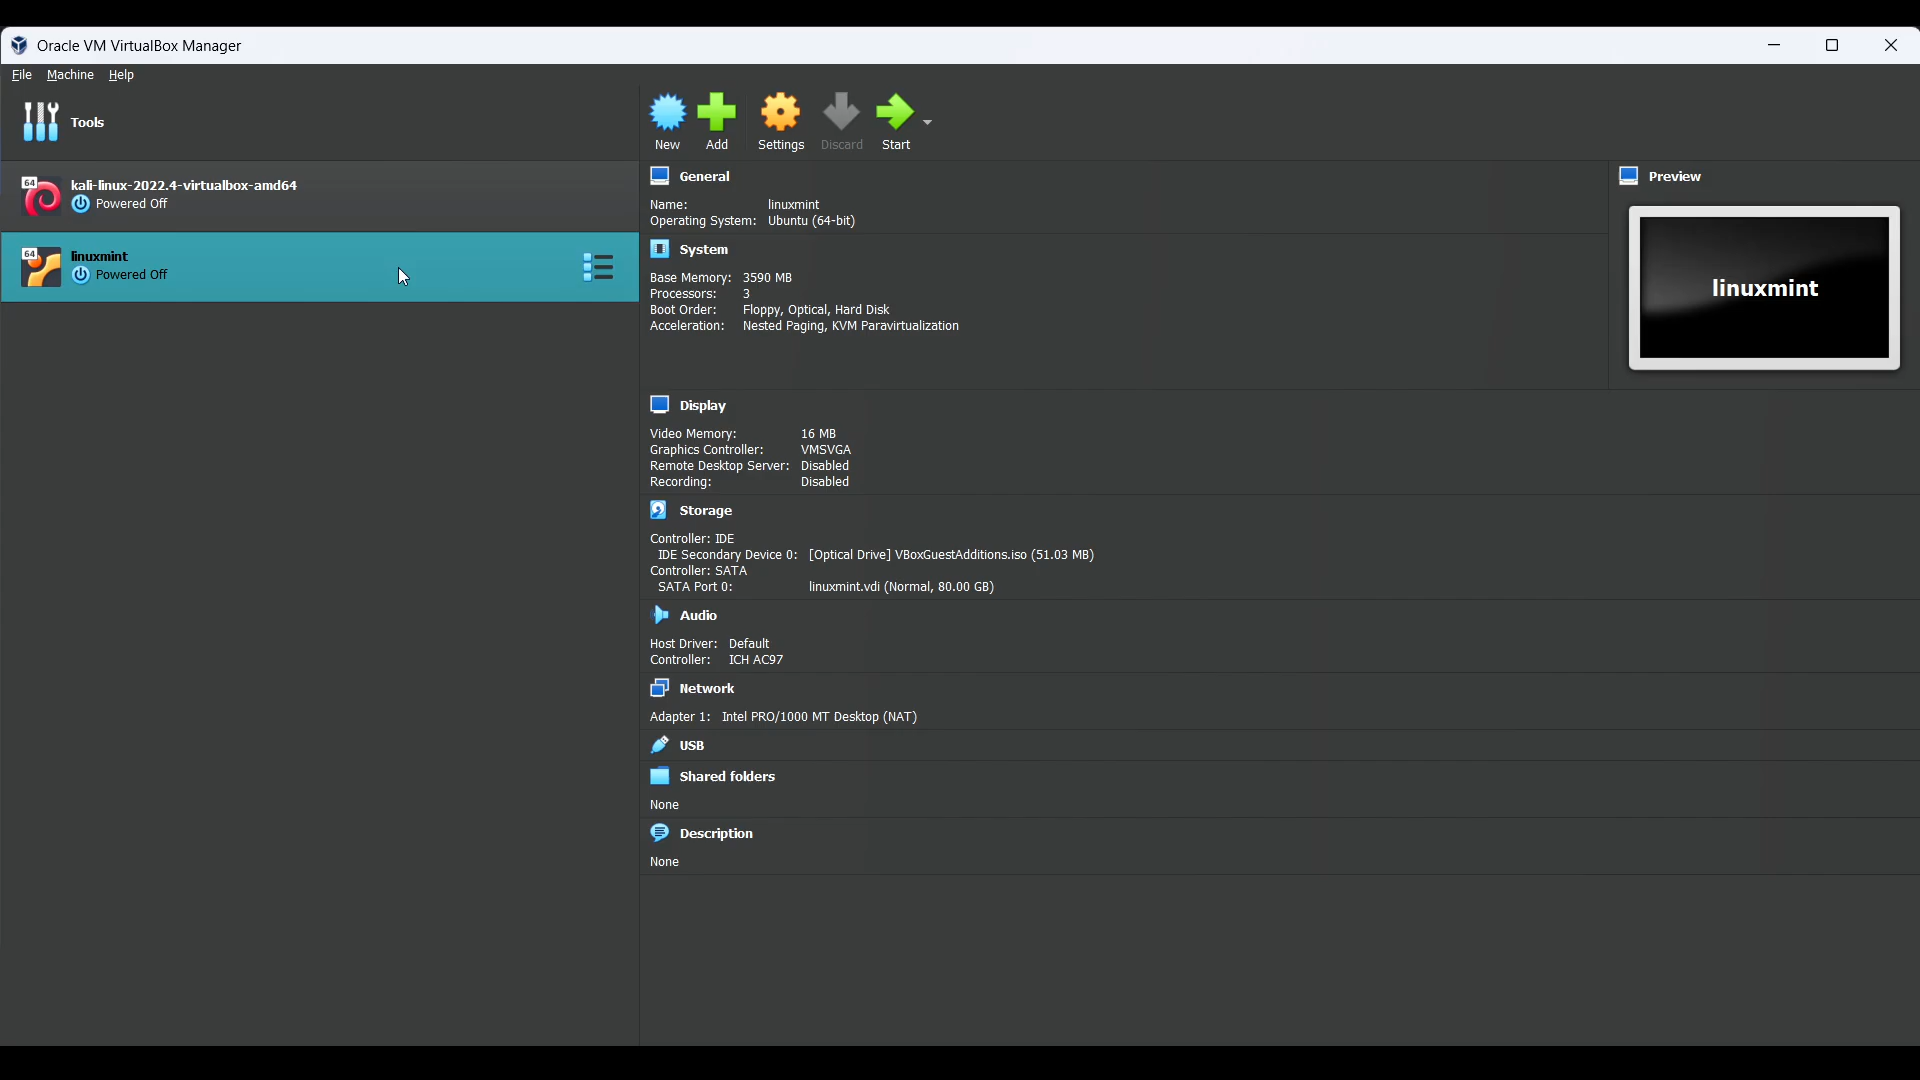 Oracle VM VirtualBox Manager
File Machine Help
Tools
New Add Settings Discard Start
64 kali-linux-2022.4-virtualbox-amd64
Powered Off
64 linuxmint
Powered Off
General
Name: linuxmint
Operating System: Ubuntu (64-bit)
System
Base Memory: 3590 MB
Processors: 3
Boot Order: Floppy, Optical, Hard Disk
Acceleration: Nested Paging, KVM Paravirtualization
Preview
linuxmint
Display
Video Memory: 16 MB
Graphics Controller: VMSVGA
Remote Desktop Server: Disabled
Recording: Disabled
Storage
Controller: IDE
IDE Secondary Device 0: [Optical Drive] VBoxGuestAdditions.iso (51.03 MB)
Controller: SATA
SATA Port 0: linuxmint.vdi (Normal, 80.00 GB)
Audio
Host Driver: Default
Controller: ICH AC97
Network
Adapter 1: Intel PRO/1000 MT Desktop (NAT)
USB
Shared folders
None
Description
None